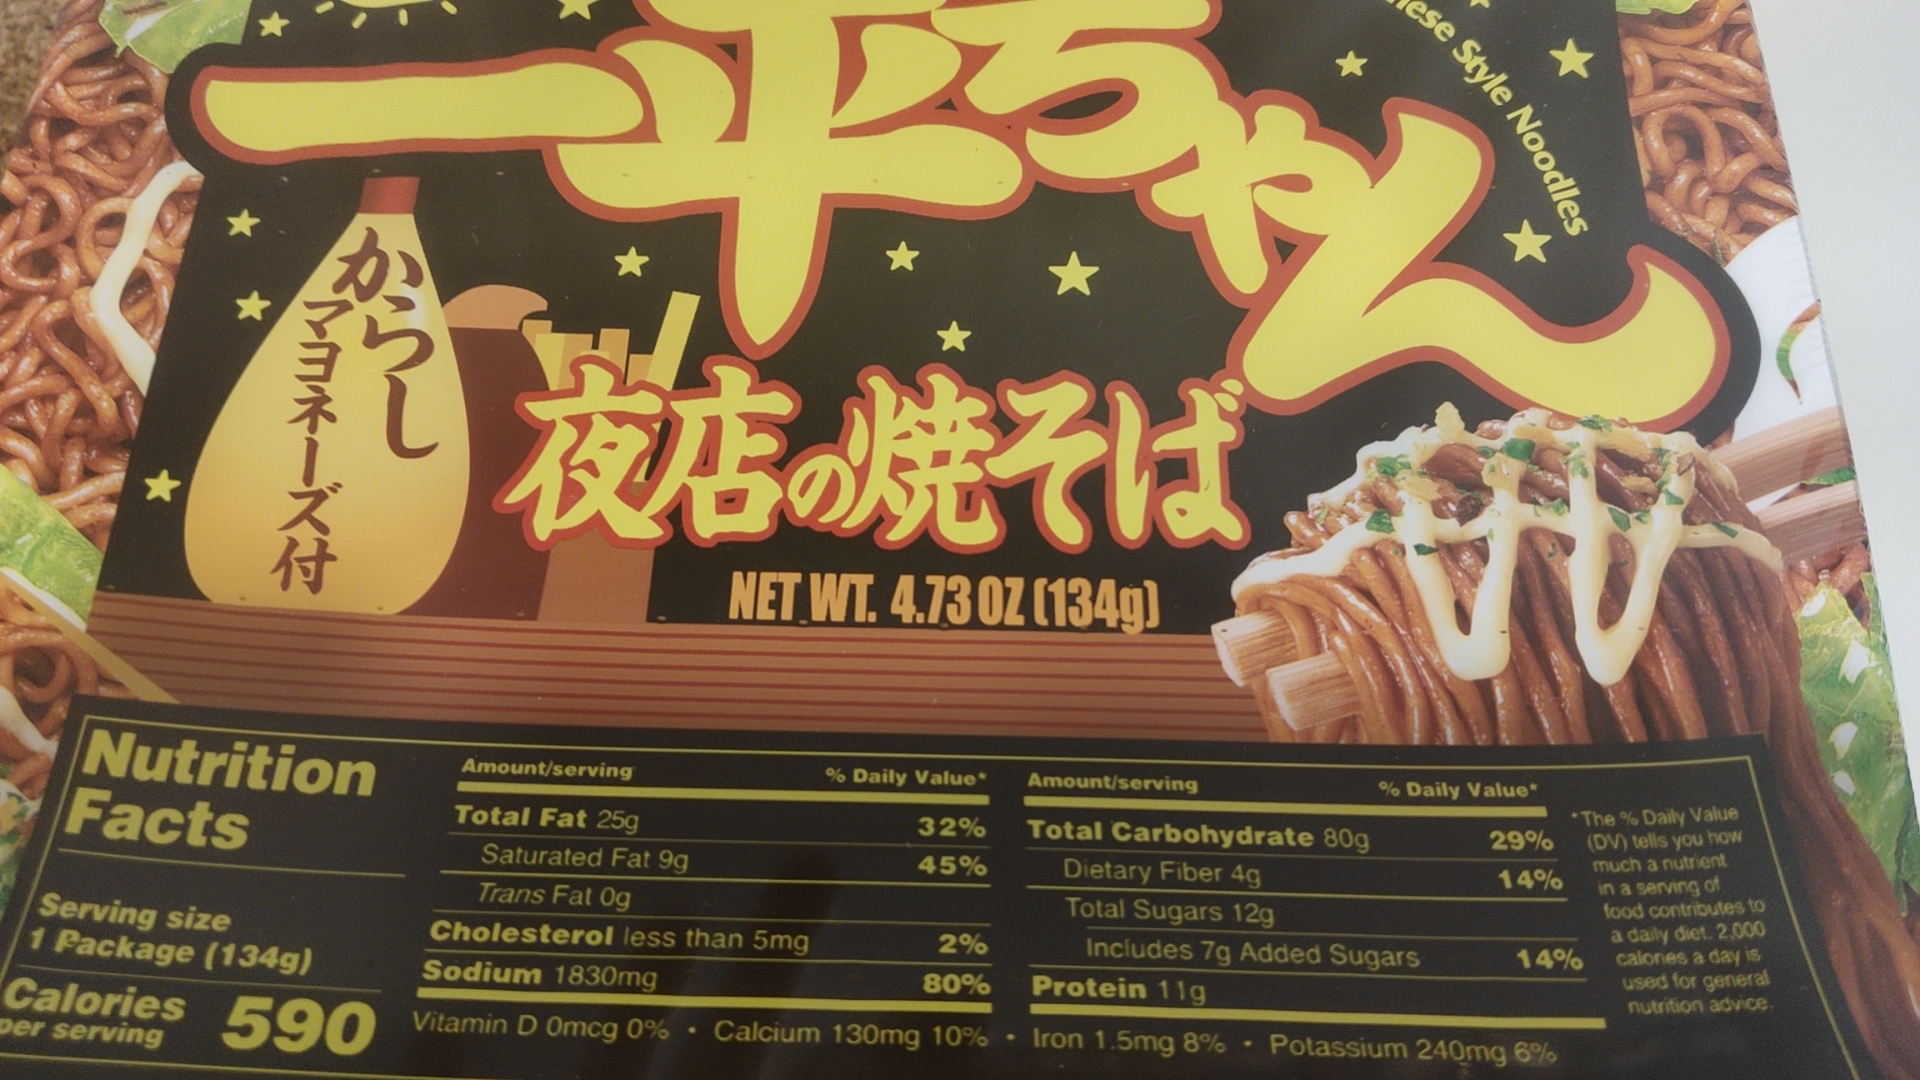 一平ちゃん
Style Noodles
からし
マヨネーズ付
夜店の焼そば
NET WT. 4.73 OZ (134g)
Nutrition
Facts
Serving size
1 Package (134g)
Calories
per serving
590
Amount/serving % Daily Value*
Total Fat 25g 32%
Saturated Fat 9g 45%
Trans Fat 0g
Cholesterol less than 5mg 2%
Sodium 1830mg 80%
Amount/serving % Daily Value*
Total Carbohydrate 80g 29%
Dietary Fiber 4g 14%
Total Sugars 12g
Includes 7g Added Sugars 14%
Protein 11g
Vitamin D 0mcg 0% • Calcium 130mg 10% • Iron 1.5mg 8% • Potassium 240mg 6%
*The % Daily Value
(DV) tells you how
much a nutrient
in a serving of
food contributes to
a daily diet. 2,000
calories a day is
used for general
nutrition advice.